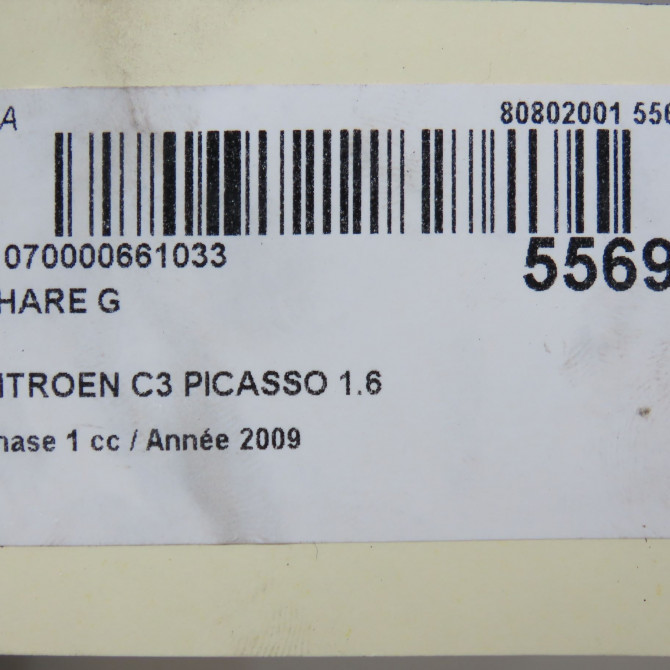 A
80802001 556
070000661033
5569
HARE G
ITROEN C3 PICASSO 1.6
hase 1 cc / Année 2009